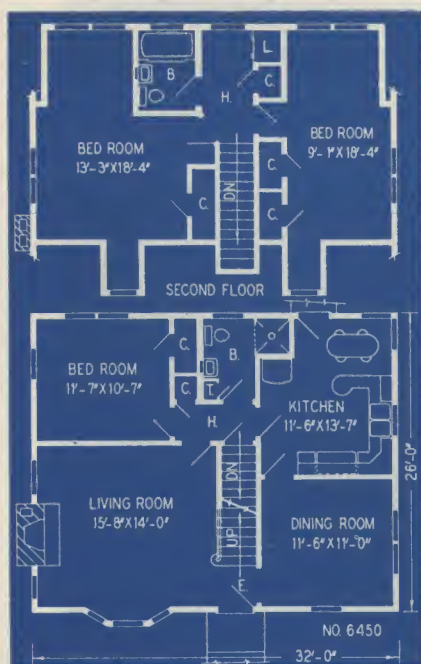 L.
B.
C.
H.
BED ROOM
13'-3"X18'-4"
BED ROOM
9'-1"X18'-4"
C.
C.
DN
C.
SECOND FLOOR
C.
B.
BED ROOM
11'-7"X10'-7"
C.
T.
KITCHEN
11'-6"X13'-7"
H.
DN
LIVING ROOM
15'-8"X14'-0"
UP
DINING ROOM
11'-6"X11'-0"
26'-0"
E.
NO. 6450
32'-0"